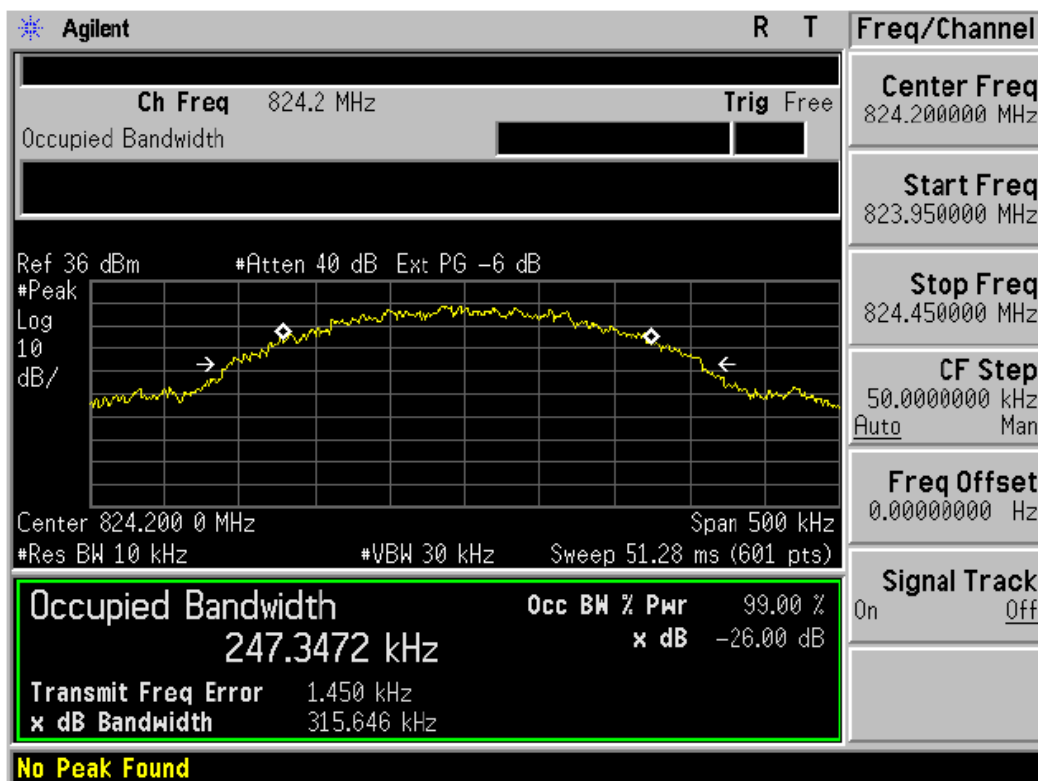 Agilent R T
Ch Freq 824.2 MHz Trig Free
Occupied Bandwidth
Ref 36 dBm #Atten 40 dB Ext PG -6 dB
#Peak
Log
10
dB/
Center 824.200 0 MHz Span 500 kHz
#Res BW 10 kHz #VBW 30 kHz Sweep 51.28 ms (601 pts)
Occupied Bandwidth
247.3472 kHz
Occ BW % Pwr 99.00 %
x dB -26.00 dB
Transmit Freq Error 1.450 kHz
x dB Bandwidth 315.646 kHz
No Peak Found
Freq/Channel
Center Freq
824.200000 MHz
Start Freq
823.950000 MHz
Stop Freq
824.450000 MHz
CF Step
50.0000000 kHz
Auto Man
Freq Offset
0.00000000 Hz
Signal Track
On Off